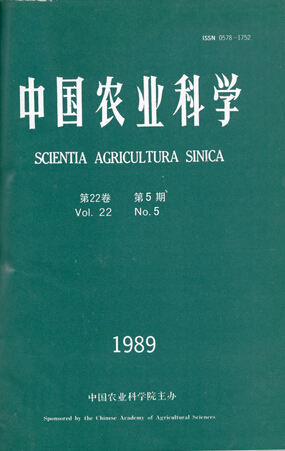 ISSN 0578-1752
中国农业科学
SCIENTIA AGRICULTURA SINICA
第22卷 第5期
Vol. 22 No. 5
1989
中国农业科学院主办
Sponsored by the Chinese Academy of Agricultural Sciences